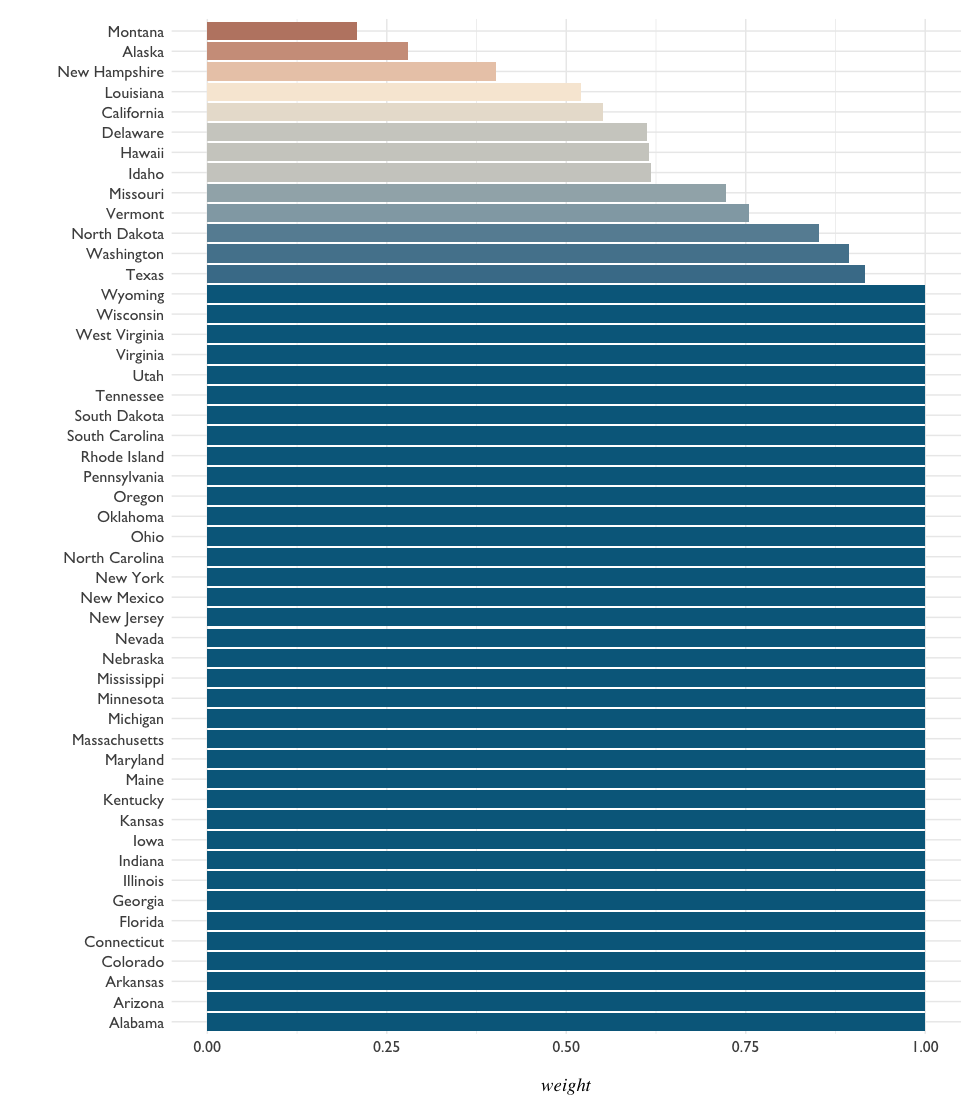 Montana
Alaska
New Hampshire
Louisiana
California
Delaware
Hawaii
Idaho
Missouri
Vermont
North Dakota
Washington
Texas
Wyoming
Wisconsin
West Virginia
Virginia
Utah
Tennessee
South Dakota
South Carolina
Rhode Island
Pennsylvania
Oregon
Oklahoma
Ohio
North Carolina
New York
New Mexico
New Jersey
Nevada
Nebraska
Mississippi
Minnesota
Michigan
Massachusetts
Maryland
Maine
Kentucky
Kansas
Iowa
Indiana
Illinois
Georgia
Florida
Connecticut
Colorado
Arkansas
Arizona
Alabama
0.00 0.25 0.50 0.75 1.00
weight